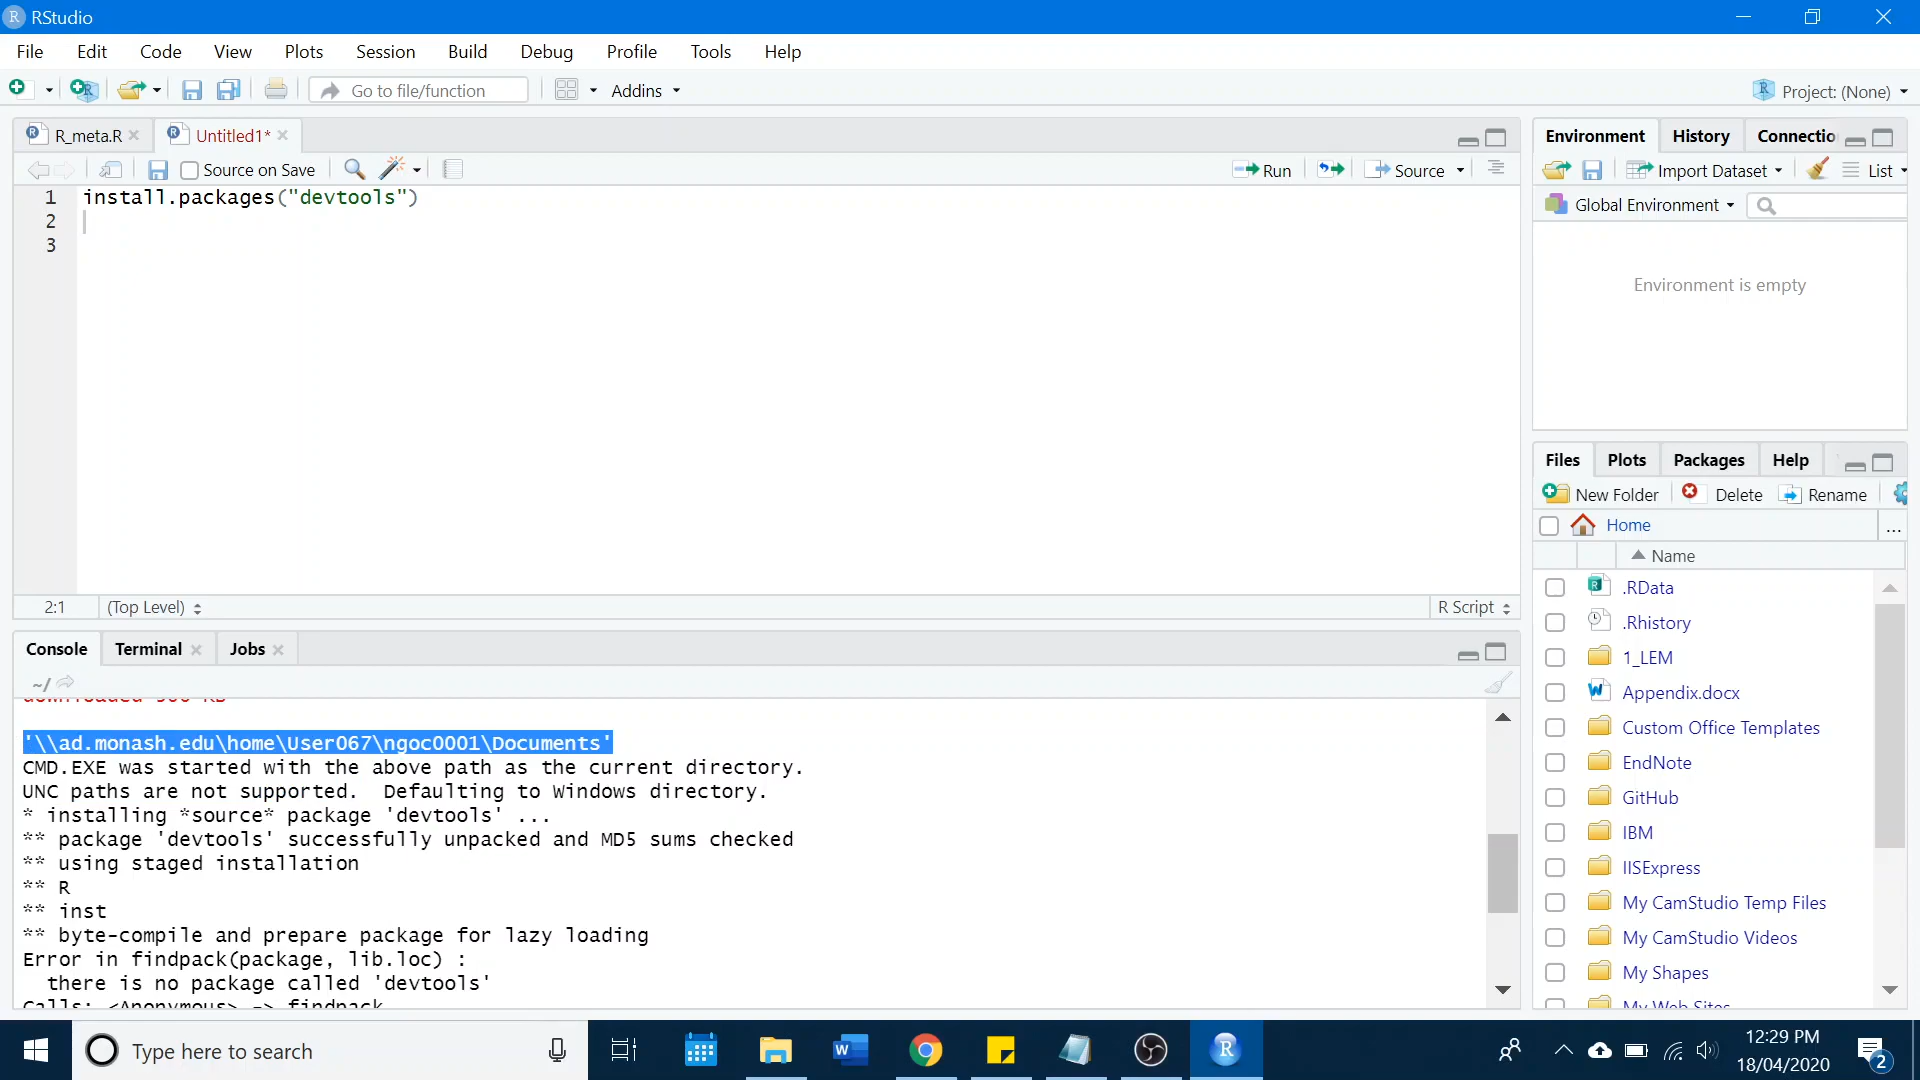 RStudio
File Edit Code View Plots Session Build Debug Profile Tools Help
Go to file/function Addins Project: (None)
R_meta.R Untitled1*
Source on Save Run Source
1 install.packages("devtools")
2
3
2:1 (Top Level) R Script
Console Terminal Jobs
~/
'\\ad.monash.edu\home\User067\ngoc0001\Documents'
CMD.EXE was started with the above path as the current directory.
UNC paths are not supported.  Defaulting to Windows directory.
* installing *source* package 'devtools' ...
** package 'devtools' successfully unpacked and MD5 sums checked
** using staged installation
** R
** inst
** byte-compile and prepare package for lazy loading
Error in findpack(package, lib.loc) :
there is no package called 'devtools'
Calls: <Anonymous> -> findpack
Environment History Connectio
Import Dataset List
Global Environment
Environment is empty
Files Plots Packages Help
New Folder Delete Rename
Home ...
Name
.RData
.Rhistory
1_LEM
Appendix.docx
Custom Office Templates
EndNote
GitHub
IBM
IISExpress
My CamStudio Temp Files
My CamStudio Videos
My Shapes
My Web Sites
Type here to search
12:29 PM
18/04/2020
2